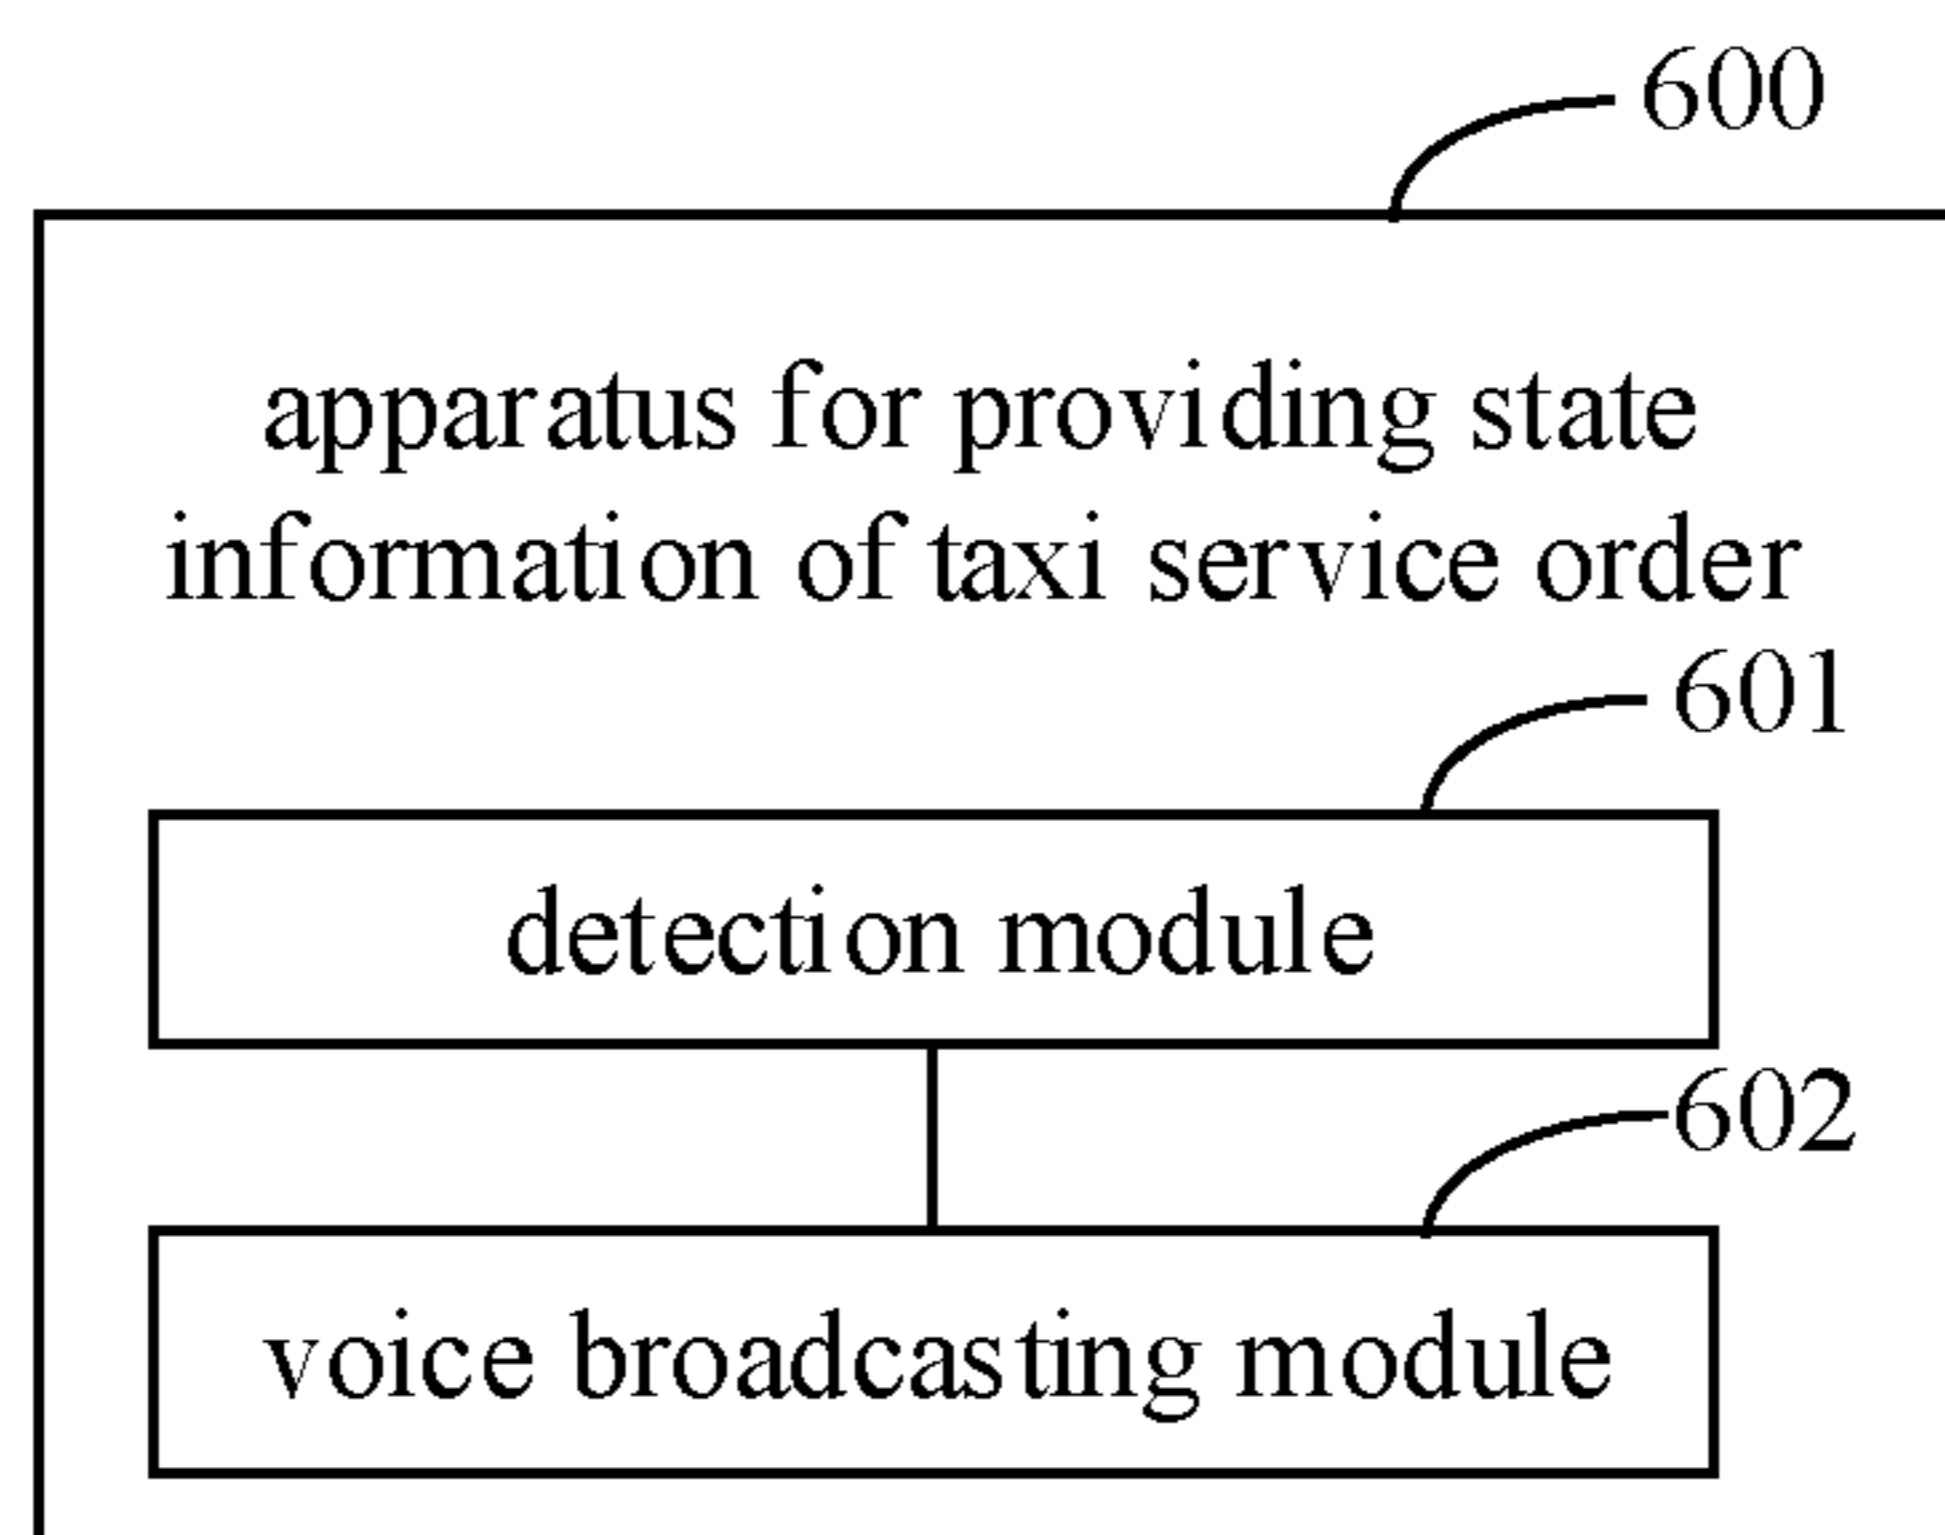 600
apparatus for providing state
information of taxi service order
601
detection module
602
voice broadcasting module